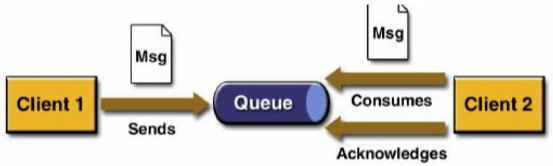 Msg
Msg
Client 1
Sends
Queue
Consumes
Acknowledges
Client 2